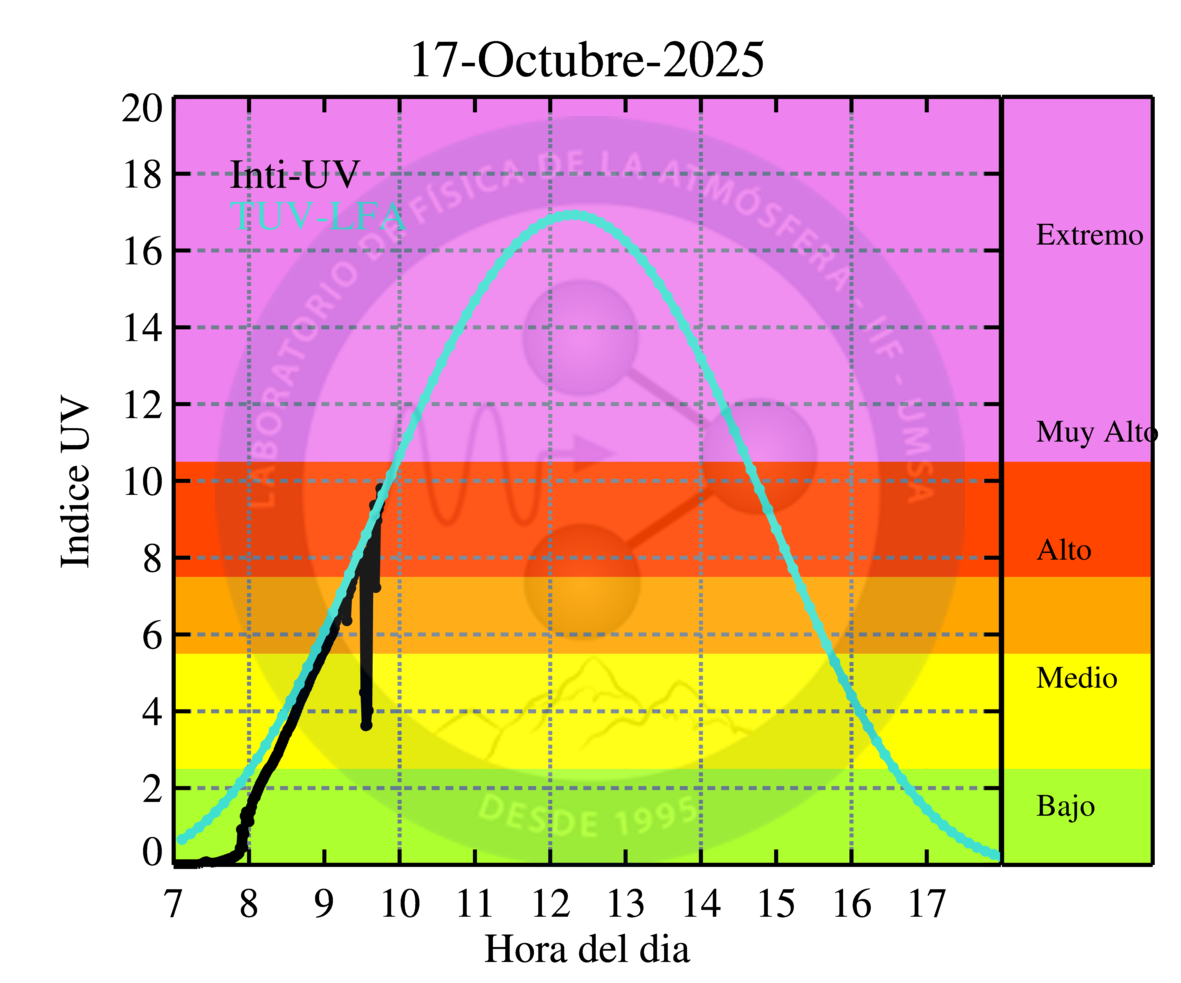 17-Octubre-2025
20
18
16
14
12
10
8
6
4
2
0
Indice UV
Inti-UV
TUV-LFA
LABORATORIO DE FÍSICA DE LA ATMÓSFERA - IIF - UMSA
DESDE 1995
Extremo
Muy Alto
Alto
Medio
Bajo
7 8 9 10 11 12 13 14 15 16 17
Hora del dia